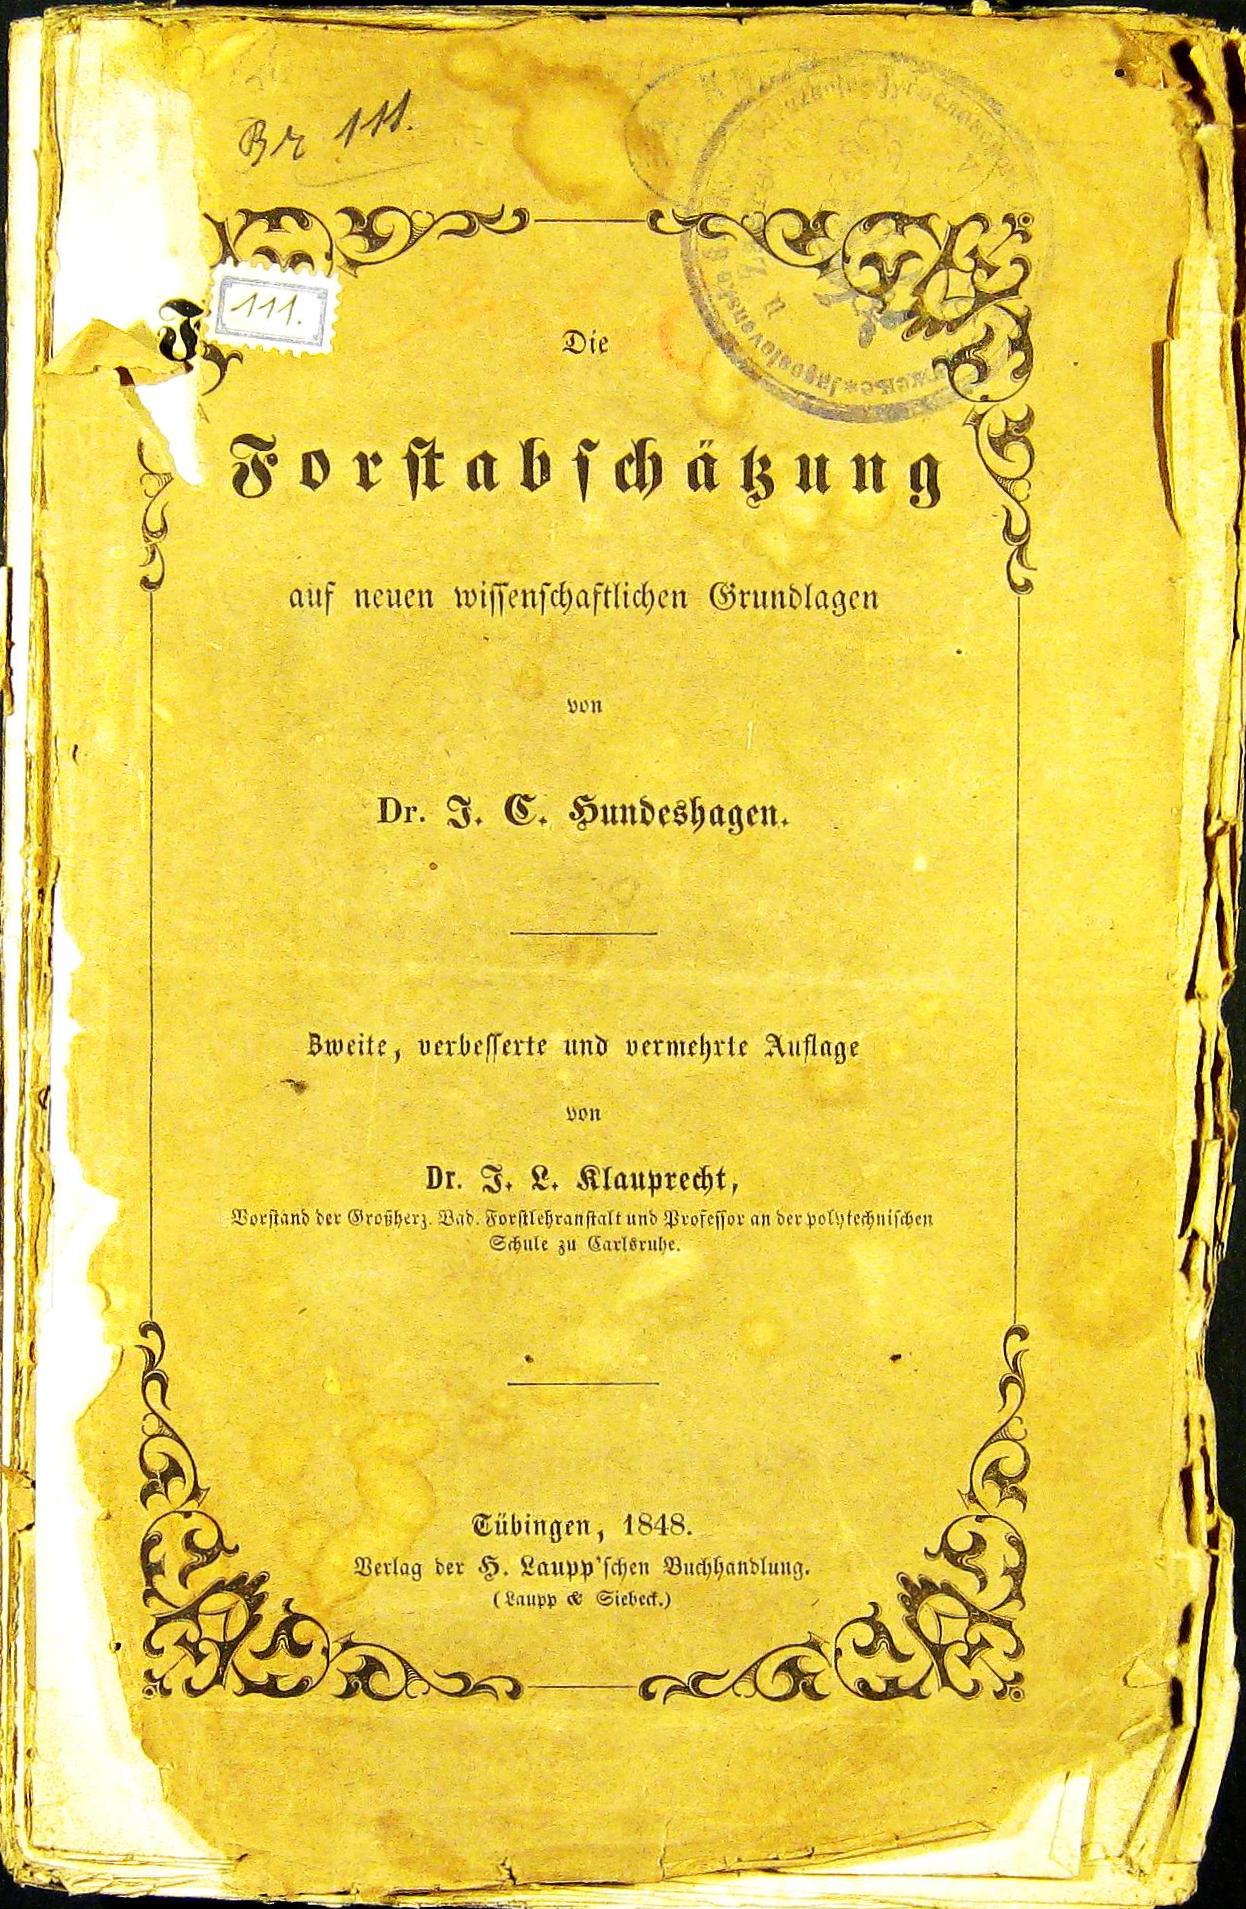 Br 111.
111.
Die
Forstabschätzung
auf neuen wissenschaftlichen Grundlagen
von
Dr. J. C. Hundeshagen.
Zweite, verbesserte und vermehrte Auflage
von
Dr. J. L. Klauprecht,
Vorstand der Großherz. Bad. Forstlehranstalt und Professor an der polytechnischen
Schule zu Carlsruhe.
Tübingen, 1848.
Verlag der H. Laupp'schen Buchhandlung.
(Laupp & Siebeck.)